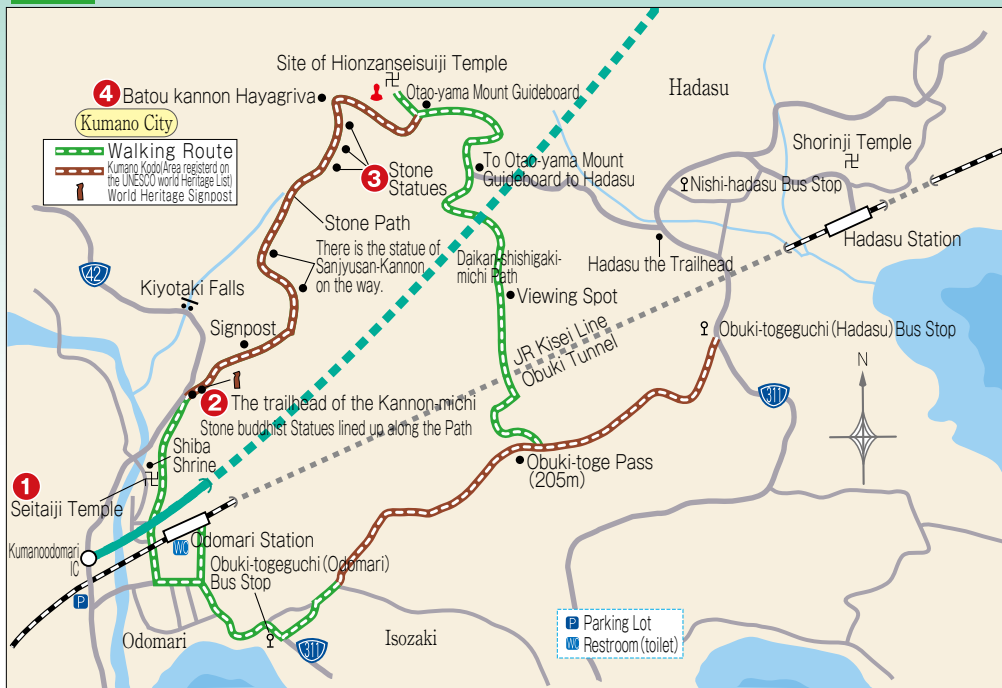 Site of Hionzanseisuiji Temple
Otao-yama Mount Guideboard
Hadasu
4 Batou kannon Hayagriva
Kumano City
Walking Route
Kumano Kodo(Area registerd on
the UNESCO world Heritage List)
World Heritage Signpost
Shorinji Temple
To Otao-yama Mount
Guideboard to Hadasu
3 Stone
Statues
Nishi-hadasu Bus Stop
Stone Path
Hadasu Station
There is the statue of
Sanjyusan-Kannon
on the way.
Daikanshishigaki-
michi Path
Hadasu the Trailhead
42
Kiyotaki Falls
Viewing Spot
Signpost
Obuki-togeguchi(Hadasu)Bus Stop
JR Kisei Line
Obuki Tunnel
N
311
2 The trailhead of the Kannon-michi
Stone buddhist Statues lined up along the Path
Shiba
Shrine
Obuki-toge Pass
(205m)
1
Seitaiji Temple
Kumanoodomari
IC
Odomari Station
WC
Obuki-togeguchi(Odomari)
Bus Stop
P
Odomari
311
Isozaki
P Parking Lot
WC Restroom(toilet)